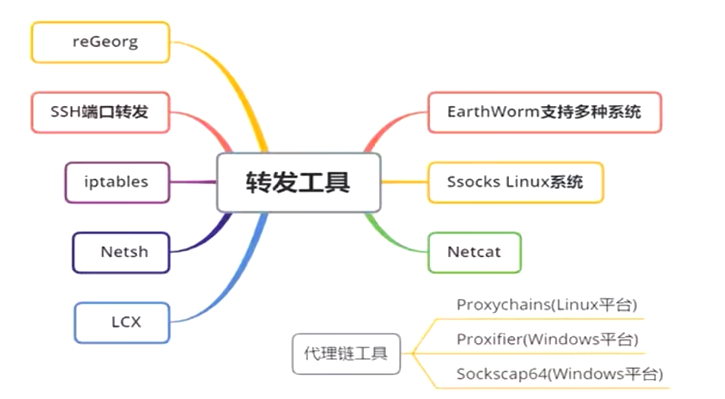 reGeorg
SSH端口转发
iptables
Netsh
LCX
转发工具
EarthWorm支持多种系统
Ssocks Linux系统
Netcat
代理链工具
Proxychains(Linux平台)
Proxifier(Windows平台)
Sockscap64(Windows平台)